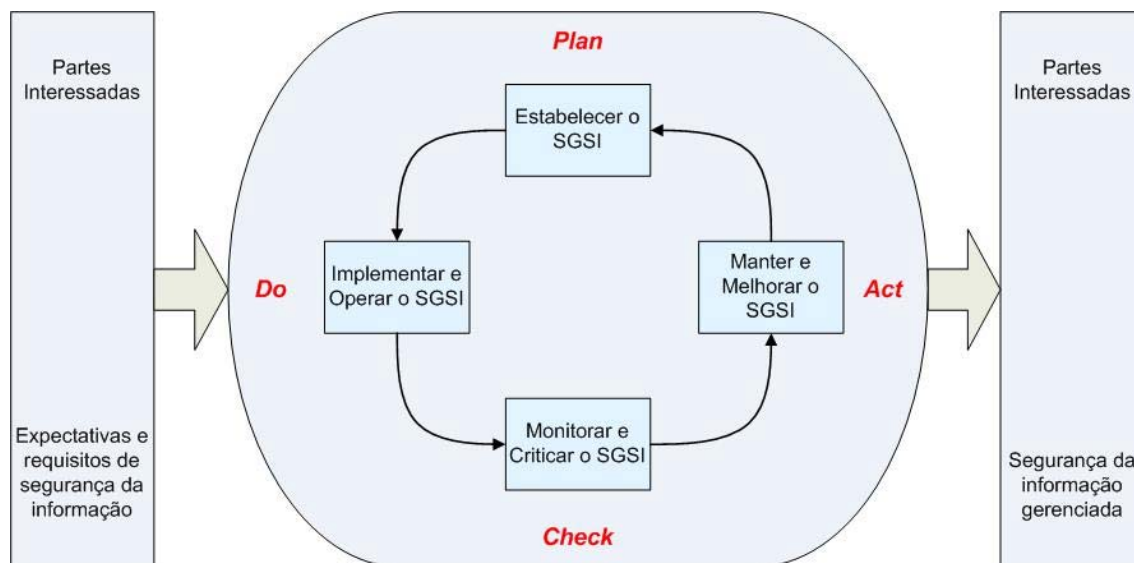 Partes
Interessadas
Expectativas e
requisitos de
segurança da
informação
Plan
Estabelecer o
SGSI
Do
Implementar e
Operar o SGSI
Manter e
Melhorar o
SGSI
Act
Monitorar e
Criticar o SGSI
Check
Partes
Interessadas
Segurança da
informação
gerenciada